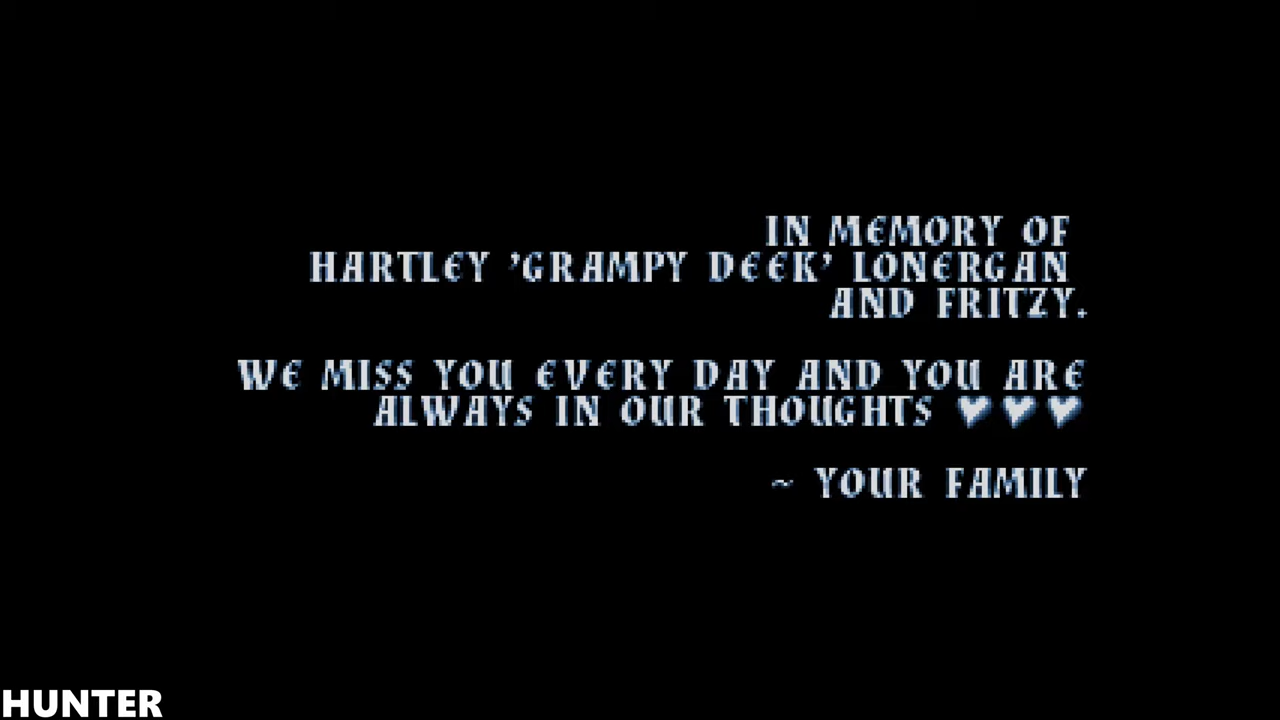 IN MEMORY OF
HARTLEY 'GRAMPY DEEK' LONERGAN
AND FRITZY.
WE MISS YOU EVERY DAY AND YOU ARE
ALWAYS IN OUR THOUGHTS ♥♥♥
~ YOUR FAMILY
HUNTER